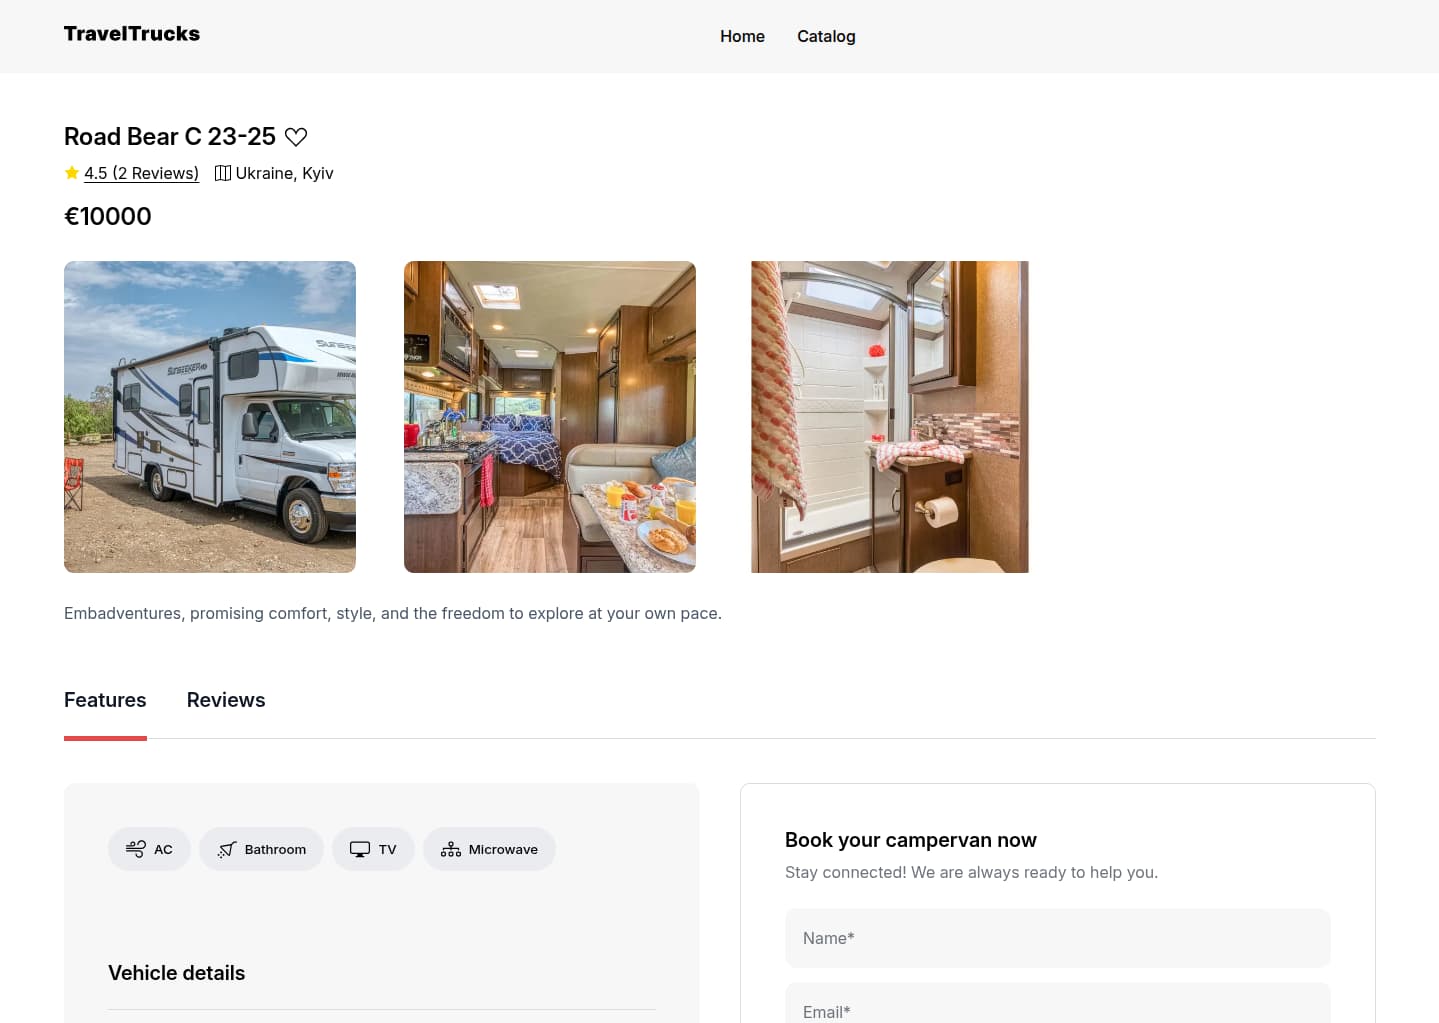 TravelTrucks
Home
Catalog
Road Bear C 23-25
4.5 (2 Reviews)
Ukraine, Kyiv
€10000
SUNSEEKER
SUNSEEKER
Embadventures, promising comfort, style, and the freedom to explore at your own pace.
Features
Reviews
AC
Bathroom
TV
Microwave
Vehicle details
Book your campervan now
Stay connected! We are always ready to help you.
Name*
Email*